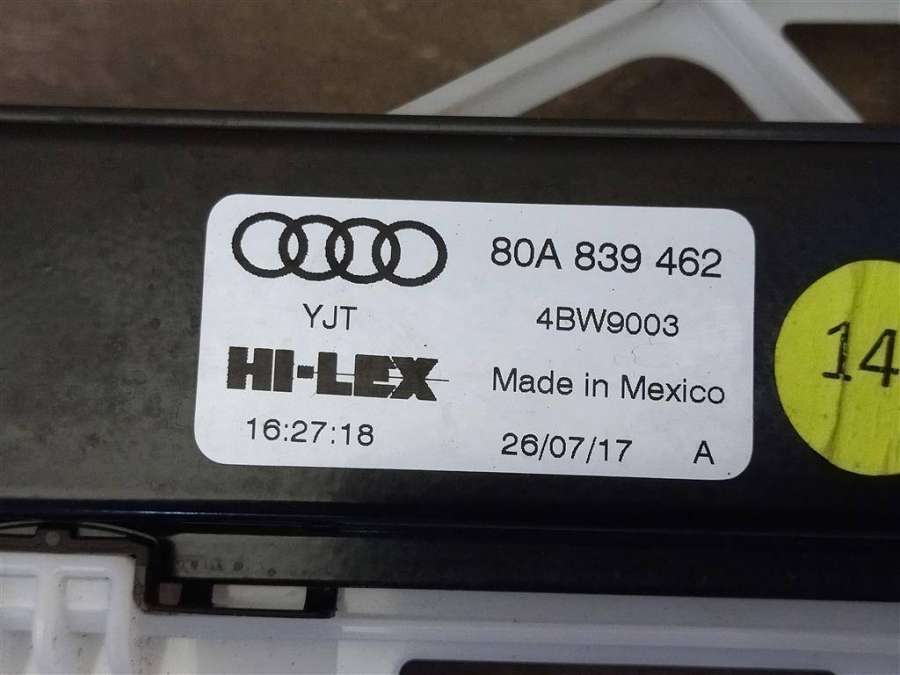 80A 839 462
YJT
4BW9003
HI-LEX
Made in Mexico
16:27:18
26/07/17
A
14